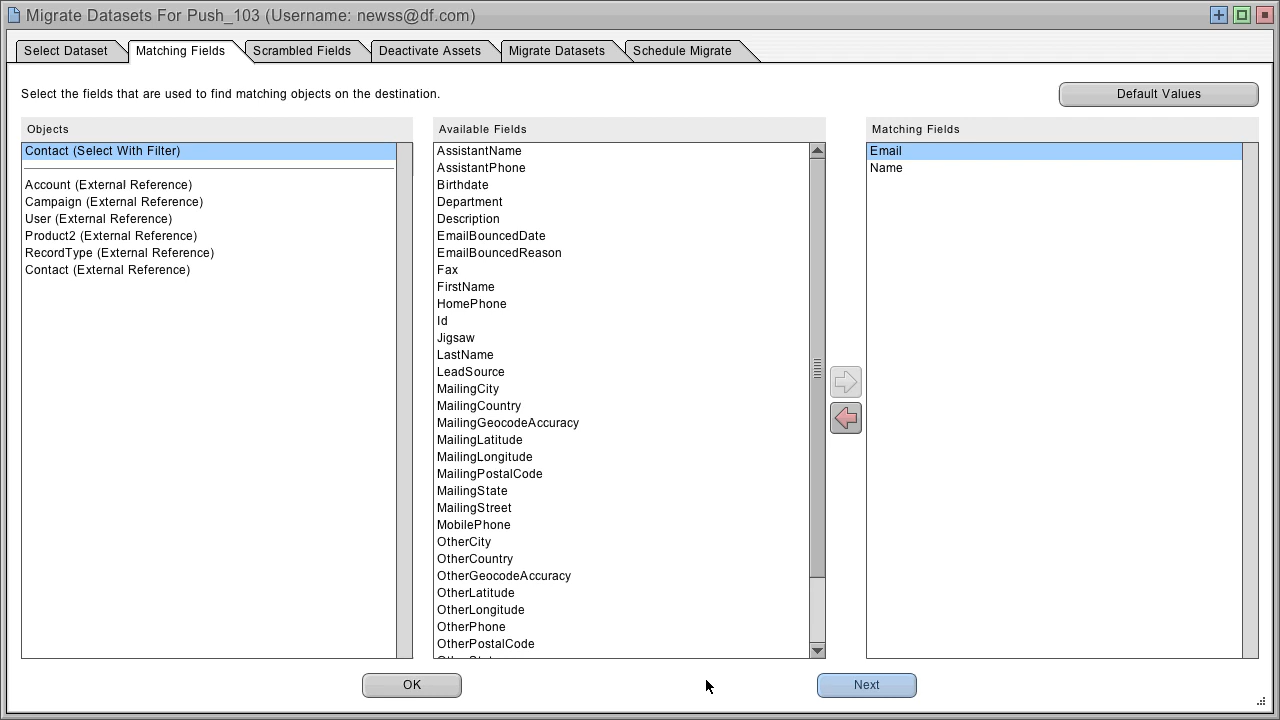 Migrate Datasets For Push_103 (Username: newss@df.com)
Select Dataset Matching Fields Scrambled Fields Deactivate Assets Migrate Datasets Schedule Migrate
Select the fields that are used to find matching objects on the destination.
Default Values
Objects
Contact (Select With Filter)
Account (External Reference)
Campaign (External Reference)
User (External Reference)
Product2 (External Reference)
RecordType (External Reference)
Contact (External Reference)
Available Fields
AssistantName
AssistantPhone
Birthdate
Department
Description
EmailBouncedDate
EmailBouncedReason
Fax
FirstName
HomePhone
Id
Jigsaw
LastName
LeadSource
MailingCity
MailingCountry
MailingGeocodeAccuracy
MailingLatitude
MailingLongitude
MailingPostalCode
MailingState
MailingStreet
MobilePhone
OtherCity
OtherCountry
OtherGeocodeAccuracy
OtherLatitude
OtherLongitude
OtherPhone
OtherPostalCode
Matching Fields
Email
Name
OK
Next